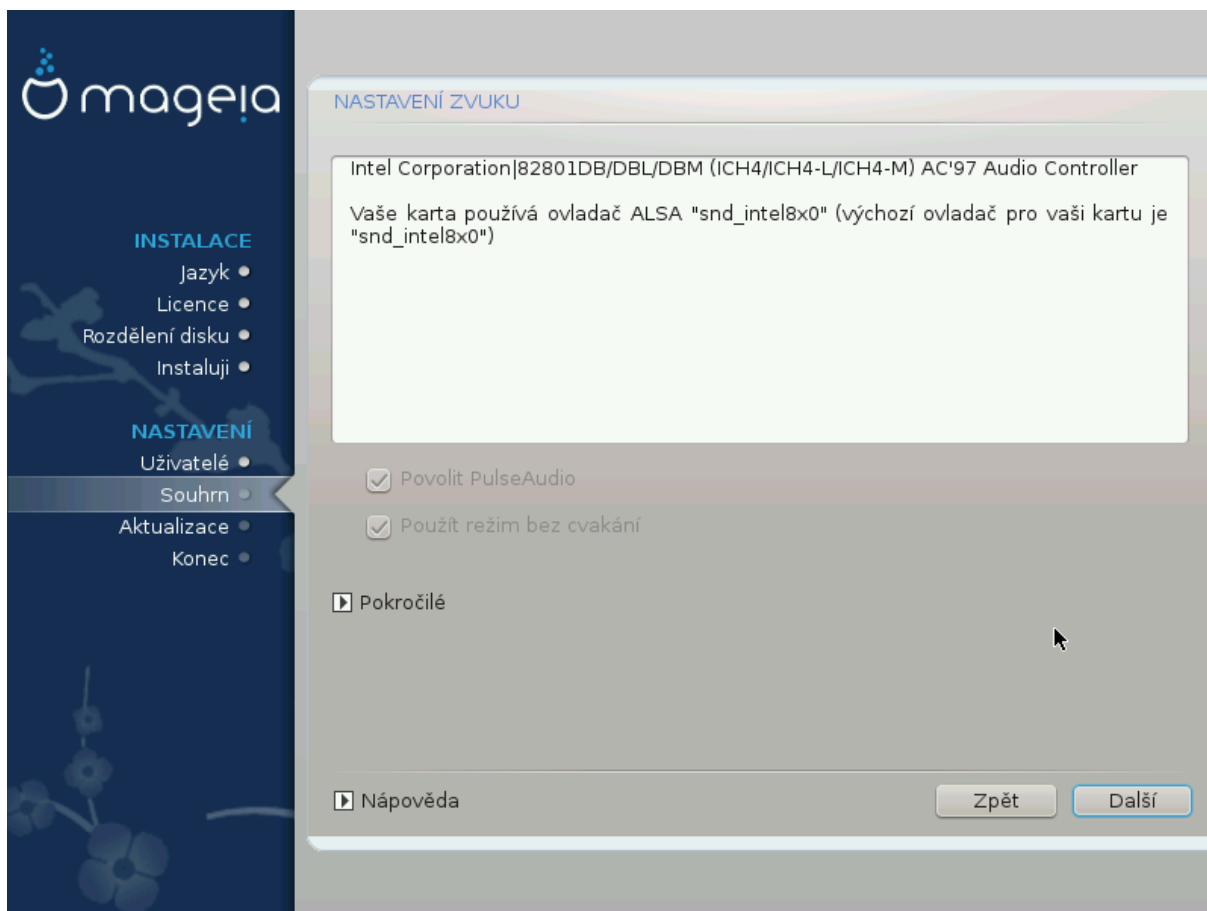 mageia
INSTALACE
Jazyk
Licence
Rozdělení disku
Instaluji
NASTAVENÍ
Uživatelé
Souhrn
Aktualizace
Konec
NASTAVENÍ ZVUKU
Intel Corporation|82801DB/DBL/DBM (ICH4/ICH4-L/ICH4-M) AC'97 Audio Controller
Vaše karta používá ovladač ALSA "snd_intel8x0" (výchozí ovladač pro vaši kartu je
"snd_intel8x0")
Povolit PulseAudio
Použít režim bez cvakání
Pokročilé
Nápověda
Zpět
Další